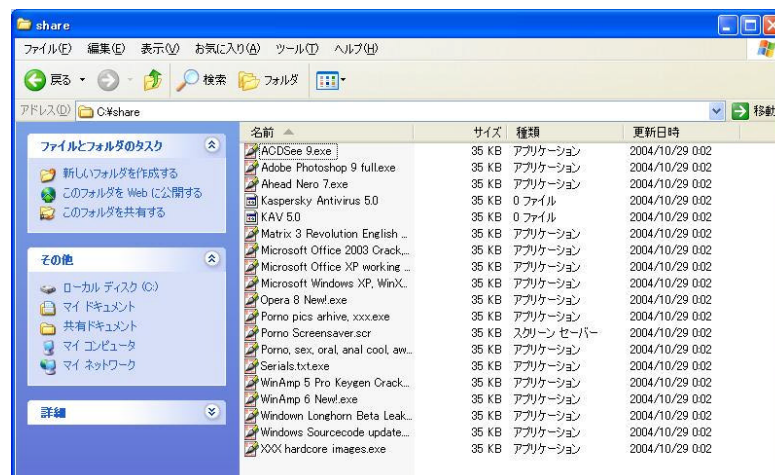 share
ファイル(F) 編集(E) 表示(V) お気に入り(A) ツール(T) ヘルプ(H)
戻る 検索 フォルダ
アドレス(D) C:¥share 移動
ファイルとフォルダのタスク
新しいフォルダを作成する
このフォルダを Web に公開する
このフォルダを共有する
その他
ローカル ディスク (C:)
マイ ドキュメント
共有ドキュメント
マイ コンピュータ
マイ ネットワーク
詳細
名前 サイズ 種類 更新日時
ACDSee 9.exe 35 KB アプリケーション 2004/10/29 0:02
Adobe Photoshop 9 full.exe 35 KB アプリケーション 2004/10/29 0:02
Ahead Nero 7.exe 35 KB アプリケーション 2004/10/29 0:02
Kaspersky Antivirus 5.0 35 KB 0 ファイル 2004/10/29 0:02
KAV 5.0 35 KB 0 ファイル 2004/10/29 0:02
Matrix 3 Revolution English ... 35 KB アプリケーション 2004/10/29 0:02
Microsoft Office 2003 Crack,... 35 KB アプリケーション 2004/10/29 0:02
Microsoft Office XP working ... 35 KB アプリケーション 2004/10/29 0:02
Microsoft Windows XP, WinX... 35 KB アプリケーション 2004/10/29 0:02
Opera 8 New!.exe 35 KB アプリケーション 2004/10/29 0:02
Porno pics arhive, xxx.exe 35 KB アプリケーション 2004/10/29 0:02
Porno Screensaver.scr 35 KB スクリーン セーバー 2004/10/29 0:02
Porno, sex, oral, anal cool, aw... 35 KB アプリケーション 2004/10/29 0:02
Serials.txt.exe 35 KB アプリケーション 2004/10/29 0:02
WinAmp 5 Pro Keygen Crack... 35 KB アプリケーション 2004/10/29 0:02
WinAmp 6 New!.exe 35 KB アプリケーション 2004/10/29 0:02
Windown Longhorn Beta Leak... 35 KB アプリケーション 2004/10/29 0:02
Windows Sourcecode update... 35 KB アプリケーション 2004/10/29 0:02
XXX hardcore images.exe 35 KB アプリケーション 2004/10/29 0:02